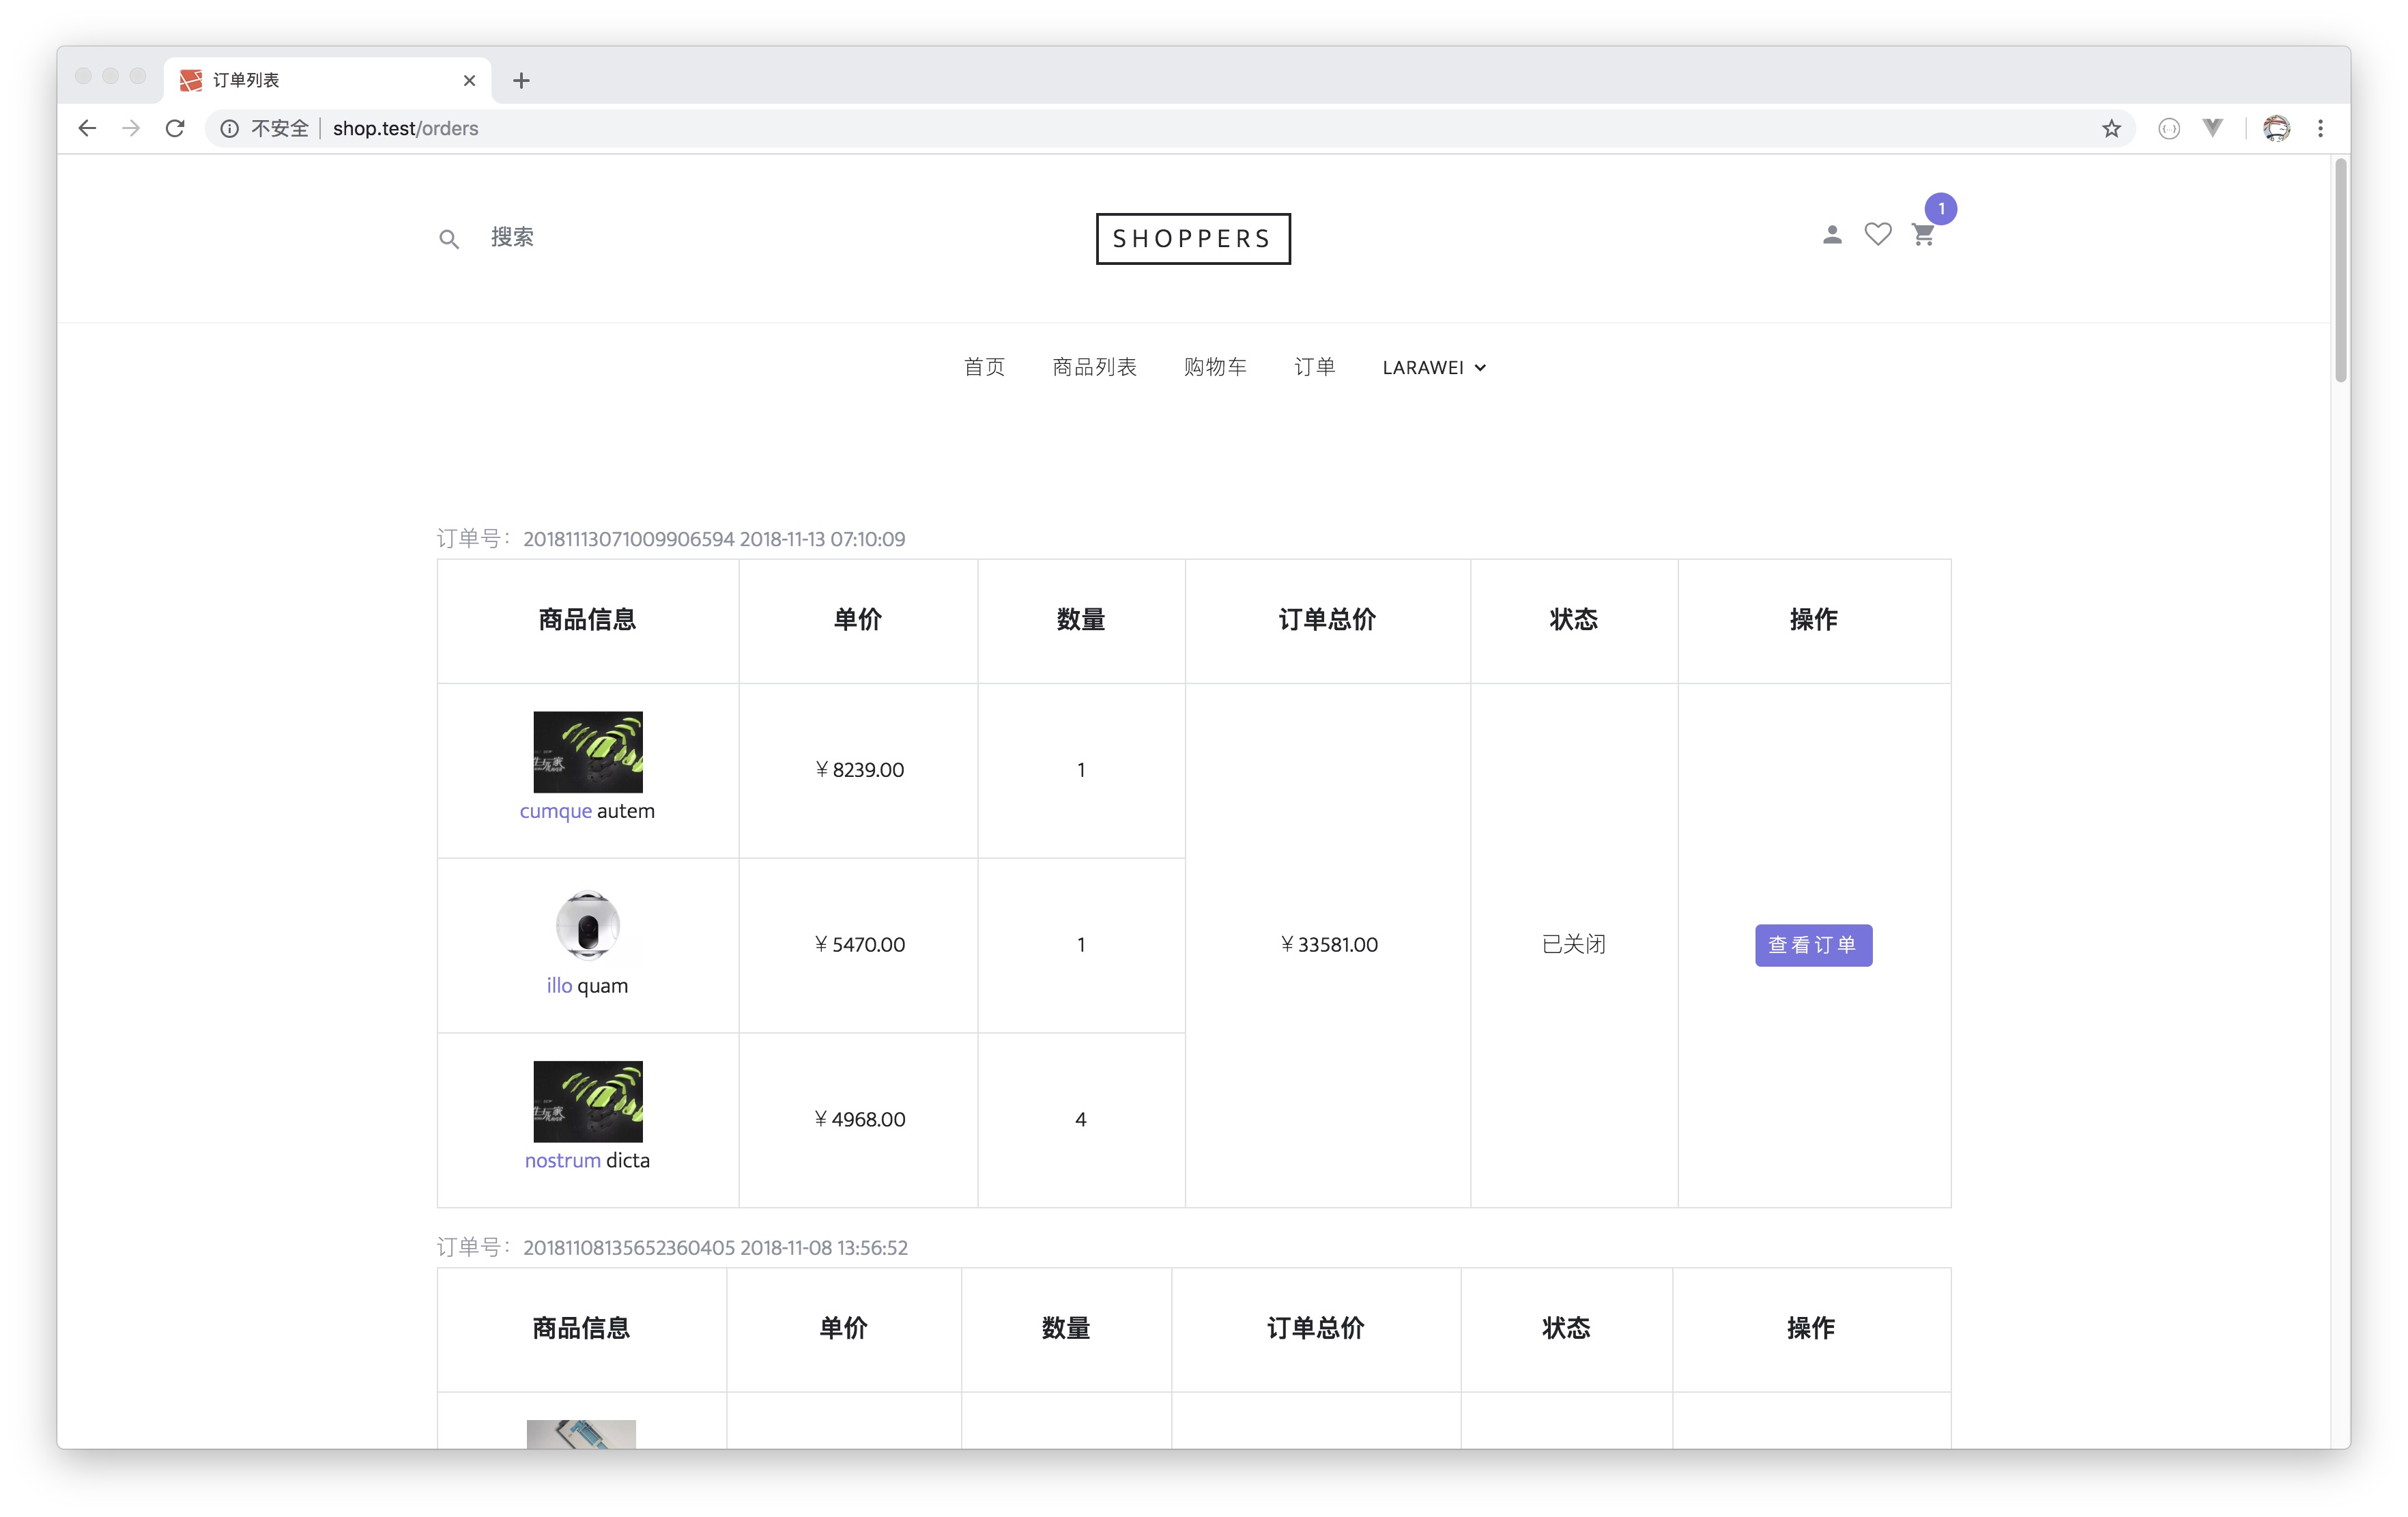 订单列表
不安全 shop.test/orders
1
搜索 SHOPPERS
首页 商品列表 购物车 订单 LARAWEI
订单号：20181113071009906594 2018-11-13 07:10:09
商品信息 单价 数量 订单总价 状态 操作
cumque autem ￥8239.00 1
illo quam ￥5470.00 1 ￥33581.00 已关闭 查看订单
nostrum dicta ￥4968.00 4
订单号：20181108135652360405 2018-11-08 13:56:52
商品信息 单价 数量 订单总价 状态 操作